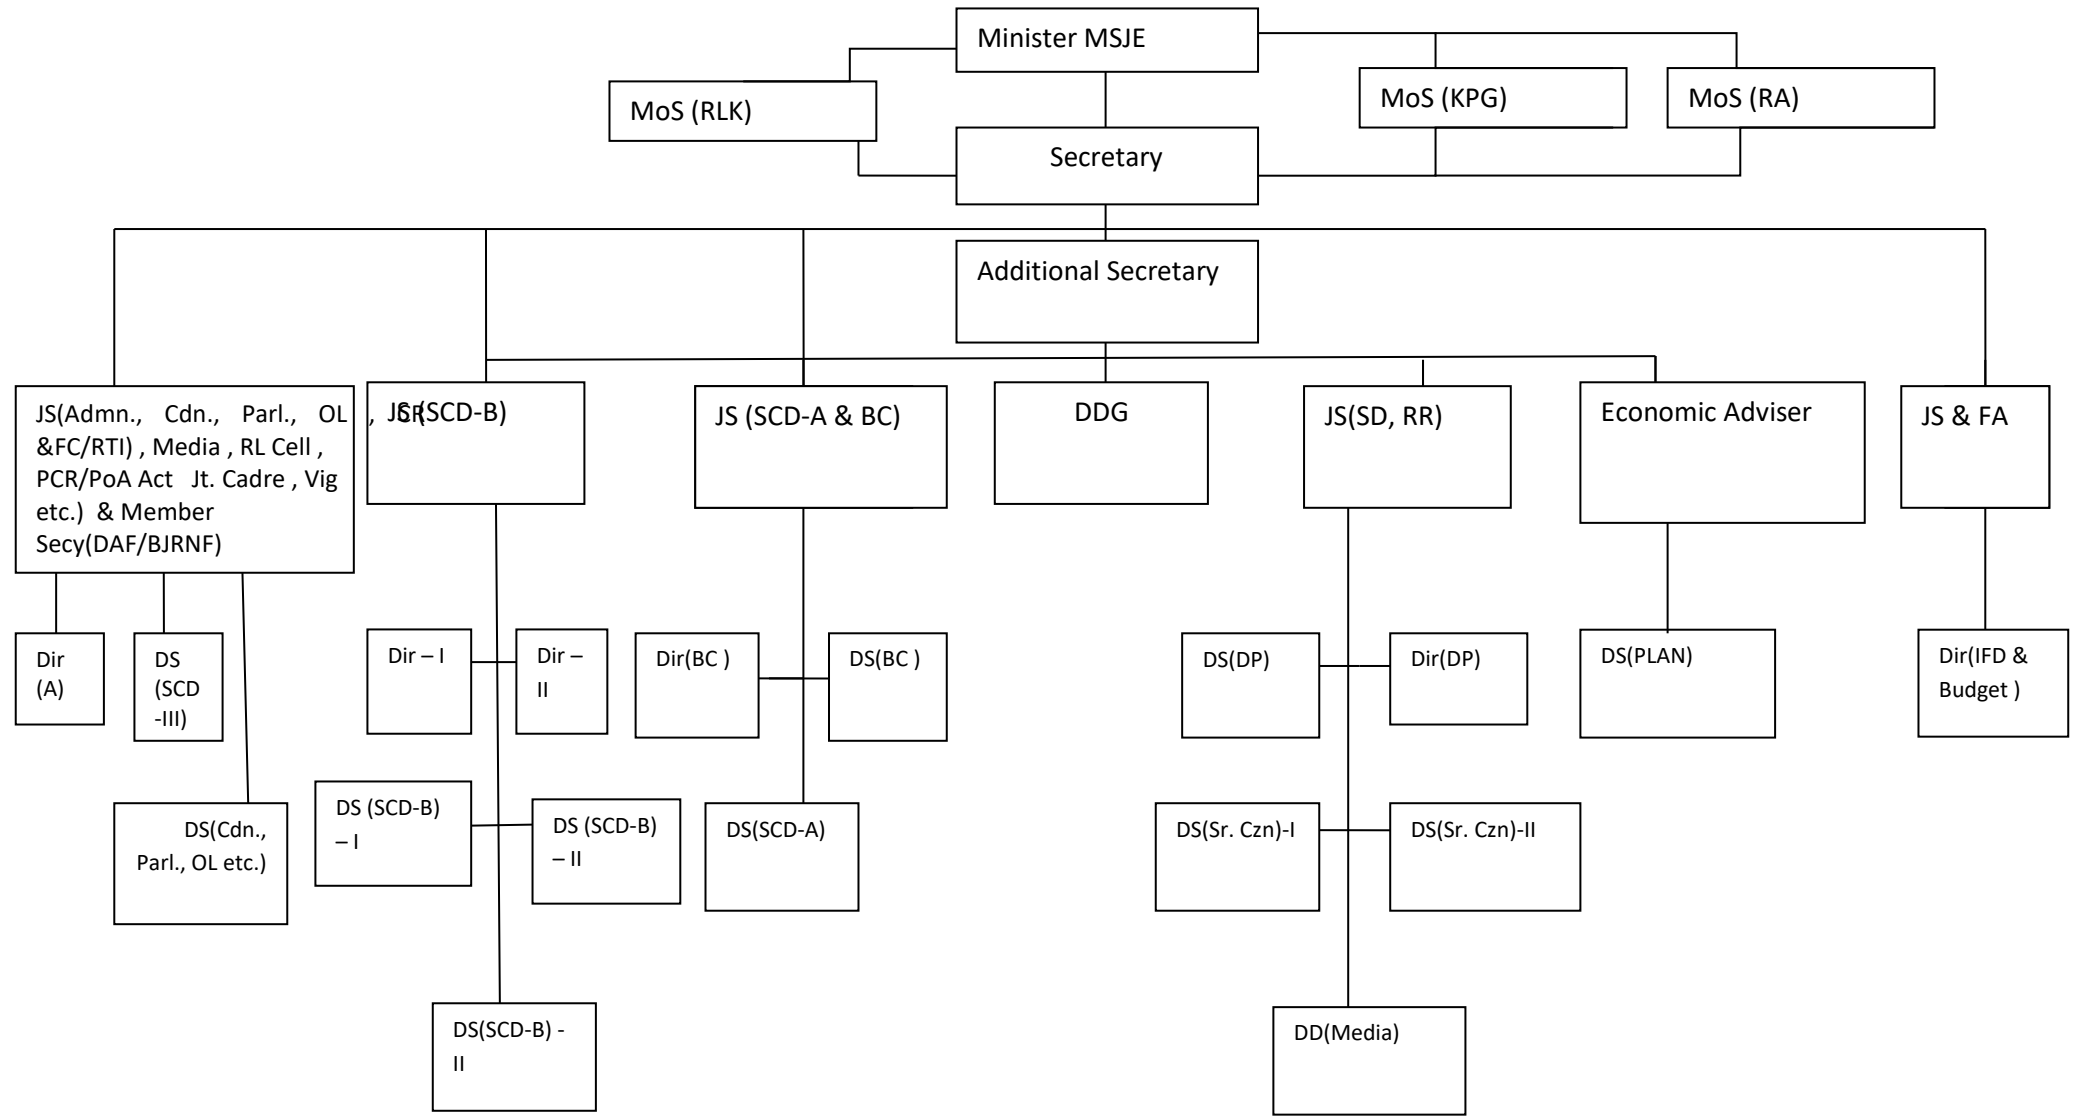 Minister MSJE
MoS (RLK)
MoS (KPG)
MoS (RA)
Secretary
Additional Secretary
JS(Admn., Cdn., Parl., OL , CR
&FC/RTI) , Media , RL Cell ,
PCR/PoA Act Jt. Cadre , Vig
etc.) & Member
Secy(DAF/BJRNF)
JS (SCD-B)
JS (SCD-A & BC)
DDG
JS(SD, RR)
Economic Adviser
JS & FA
Dir
(A)
DS
(SCD
-III)
Dir – I
Dir –
II
Dir(BC )
DS(BC )
DS(DP)
Dir(DP)
DS(PLAN)
Dir(IFD &
Budget )
DS(Cdn.,
Parl., OL etc.)
DS (SCD-B)
– I
DS (SCD-B)
– II
DS(SCD-A)
DS(Sr. Czn)-I
DS(Sr. Czn)-II
DS(SCD-B) -
II
DD(Media)